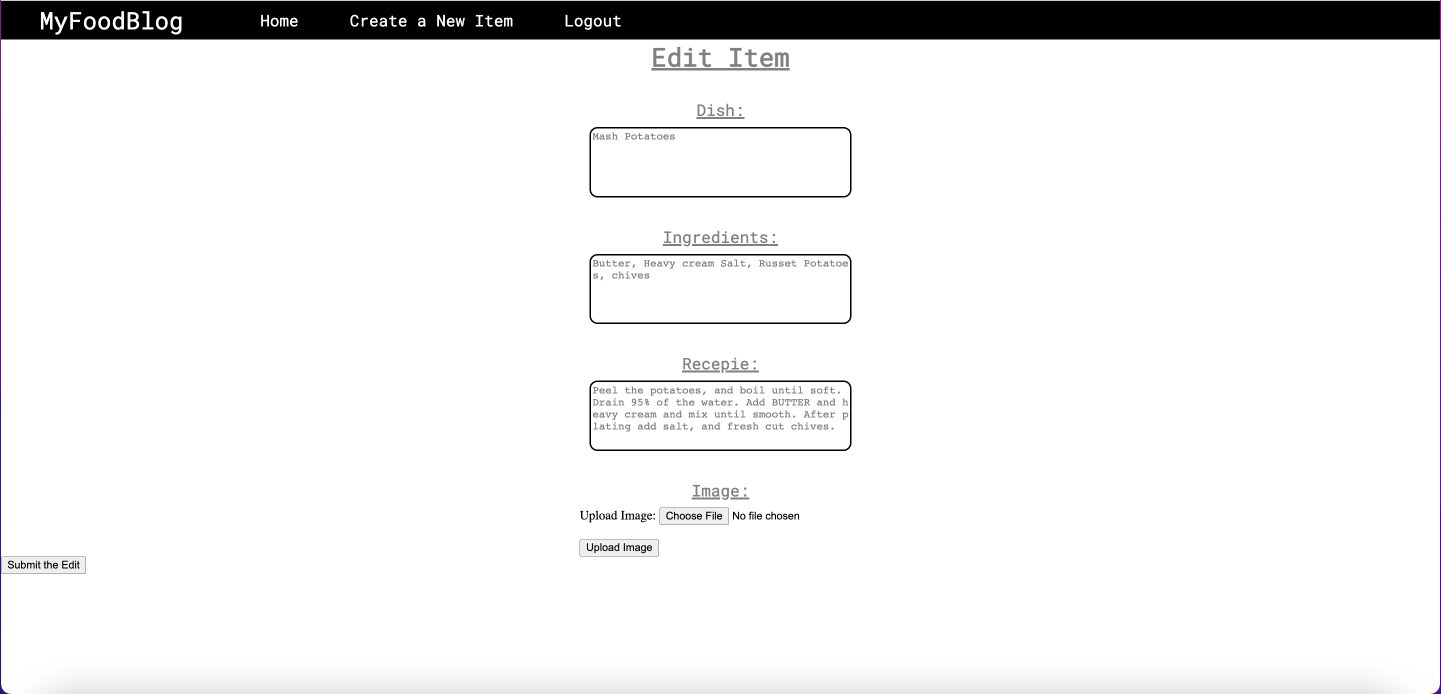 MyFoodBlog Home Create a New Item Logout
Edit Item
Dish:
Mash Potatoes
Ingredients:
Butter, Heavy cream Salt, Russet Potatoe
s, chives
Recepie:
Peel the potatoes, and boil until soft.
Drain 95% of the water. Add BUTTER and h
eavy cream and mix until smooth. After p
lating add salt, and fresh cut chives.
Image:
Upload Image: Choose File No file chosen
Upload Image
Submit the Edit